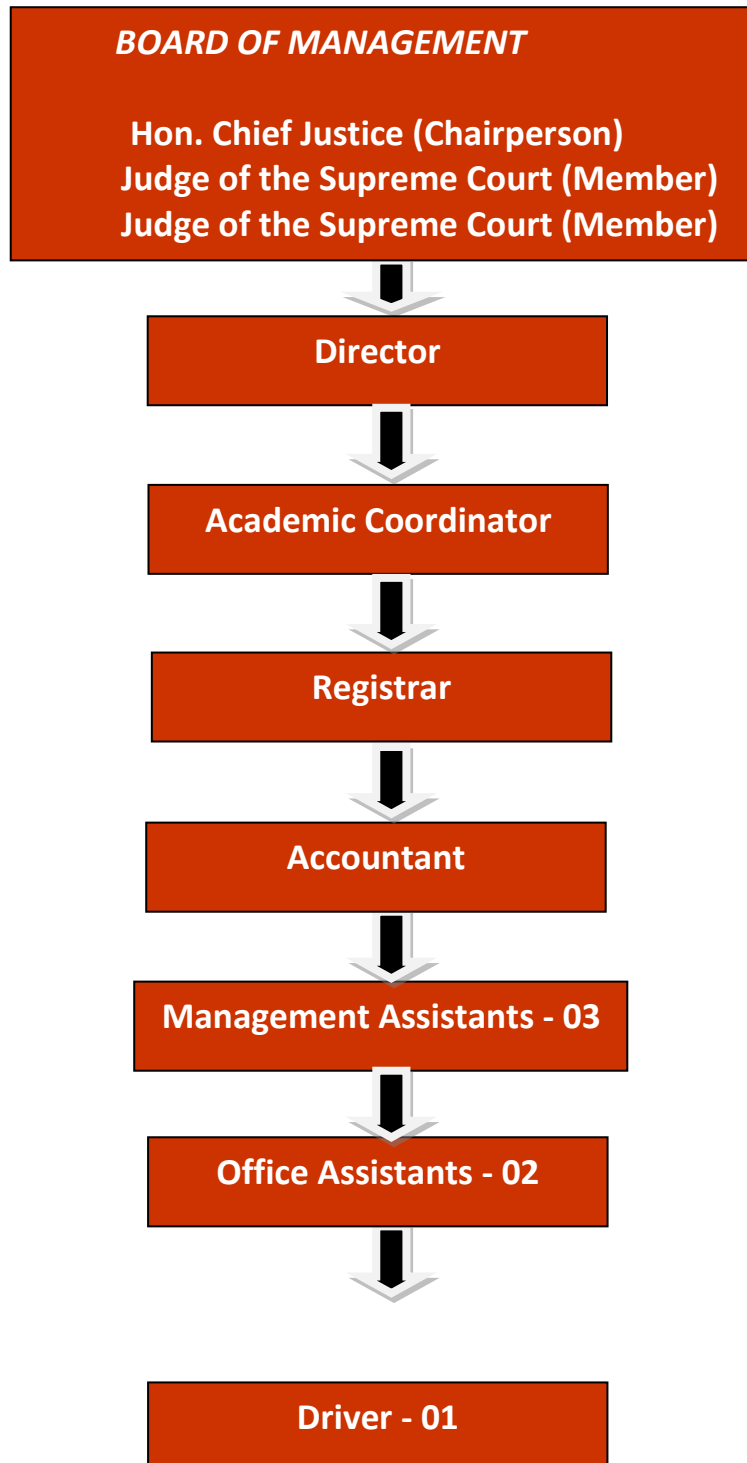 BOARD OF MANAGEMENT
Hon. Chief Justice (Chairperson)
Judge of the Supreme Court (Member)
Judge of the Supreme Court (Member)
Director
Academic Coordinator
Registrar
Accountant
Management Assistants - 03
Office Assistants - 02
Driver - 01